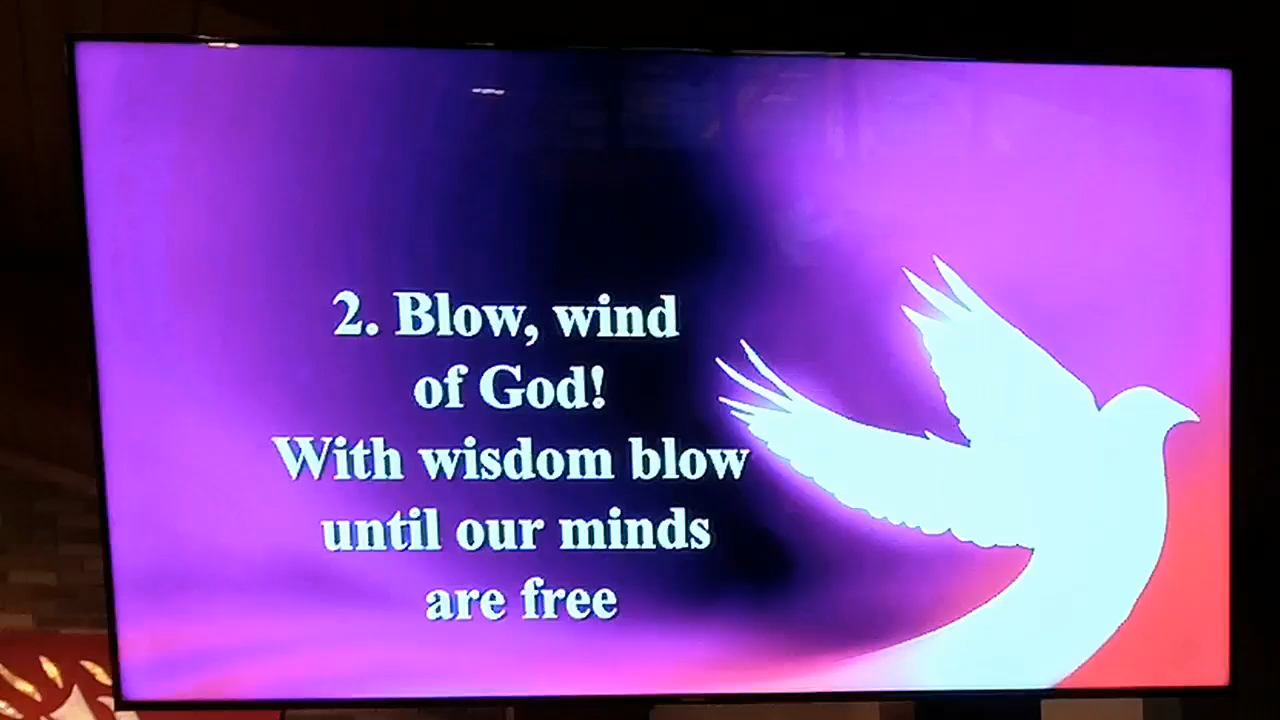 2. Blow, wind
of God!
With wisdom blow
until our minds
are free